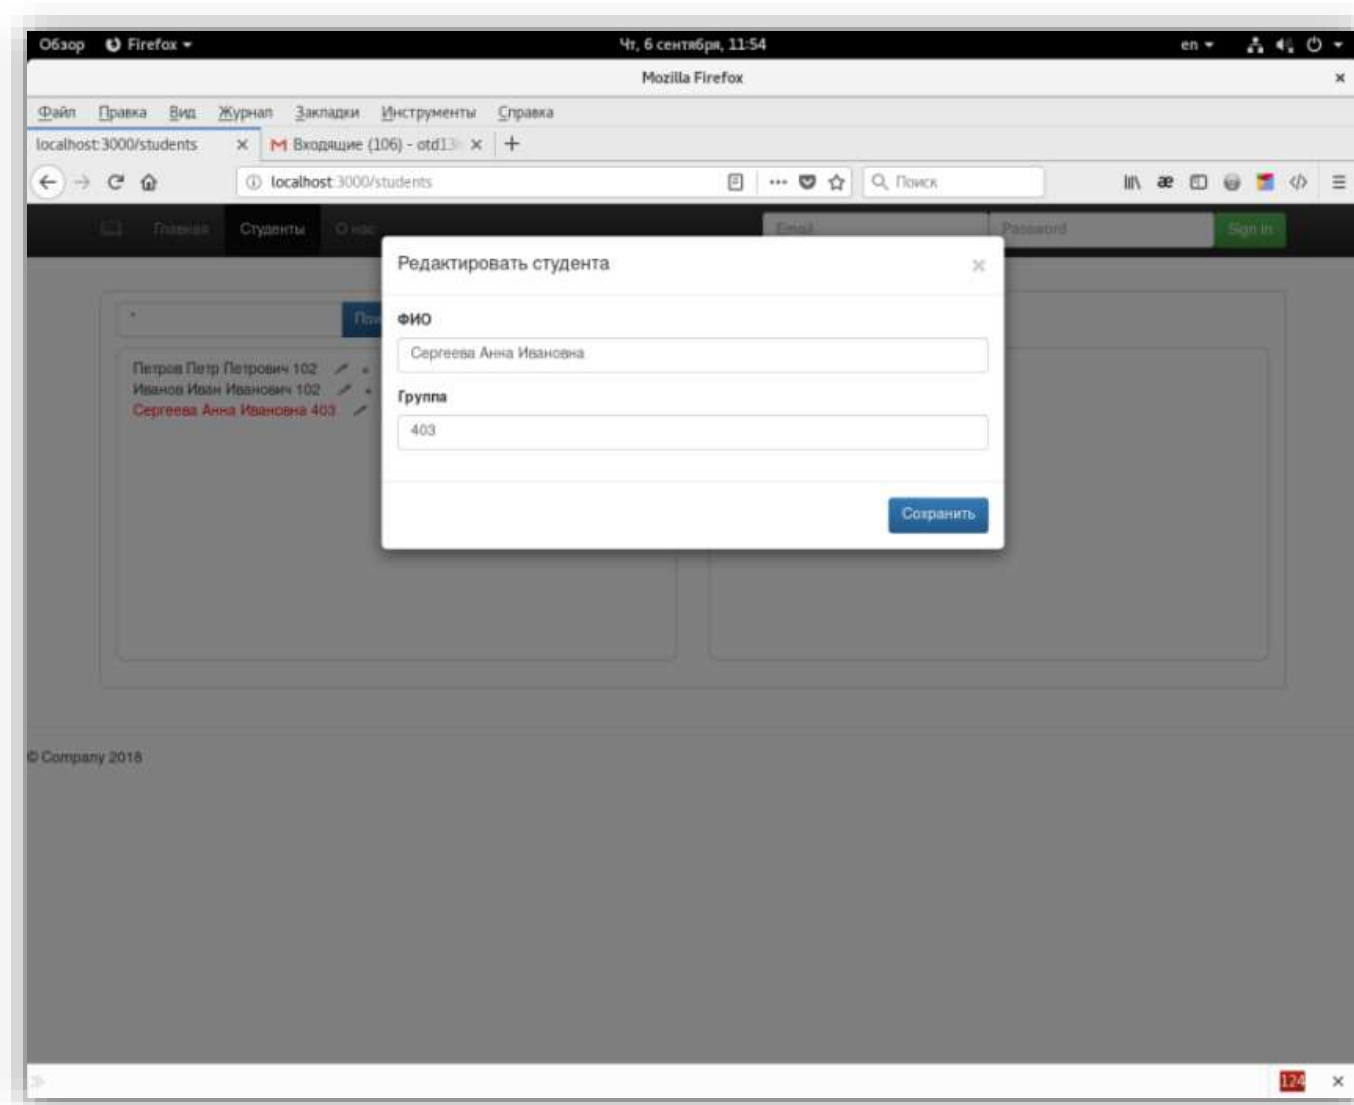 Обзор Firefox Чт, 6 сентября, 11:54 en
Mozilla Firefox
Файл Правка Вид Журнал Закладки Инструменты Справка
localhost:3000/students Входящие (106) - otd13
localhost:3000/students Поиск
Главная Студенты О нас Email Password Sign in
Редактировать студента
*
ФИО
Сергеева Анна Ивановна
Петров Петр Петрович 102
Иванов Иван Иванович 102
Сергеева Анна Ивановна 403
Группа
403
Сохранить
© Company 2018
124